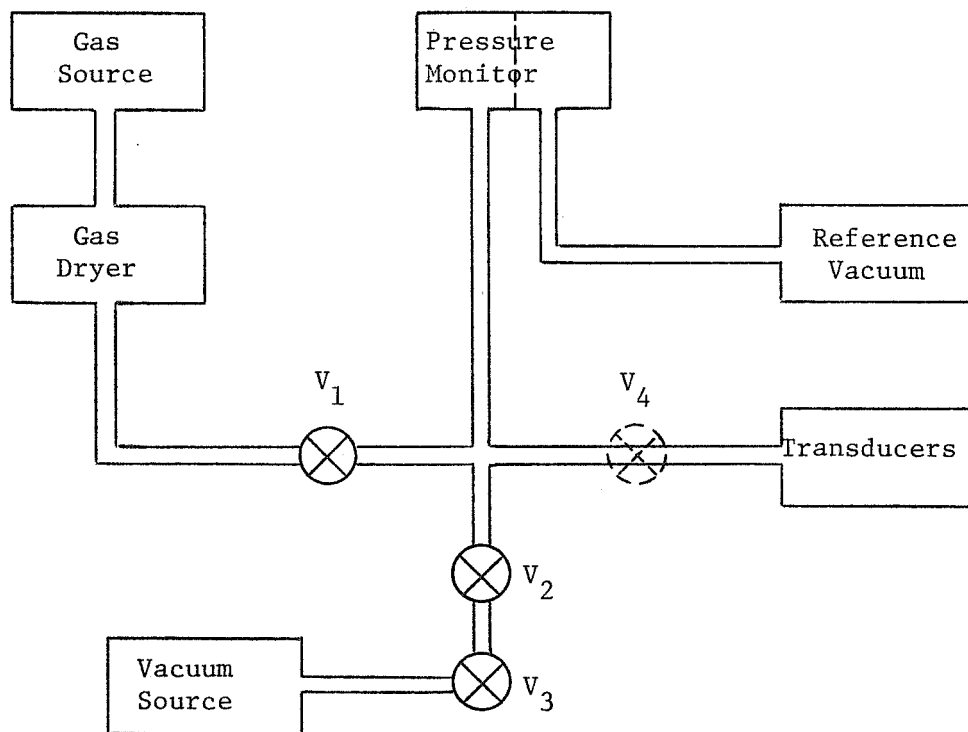 Gas
Source
Pressure
Monitor
Gas
Dryer
Reference
Vacuum
V1
V4
Transducers
V2
Vacuum
Source
V3